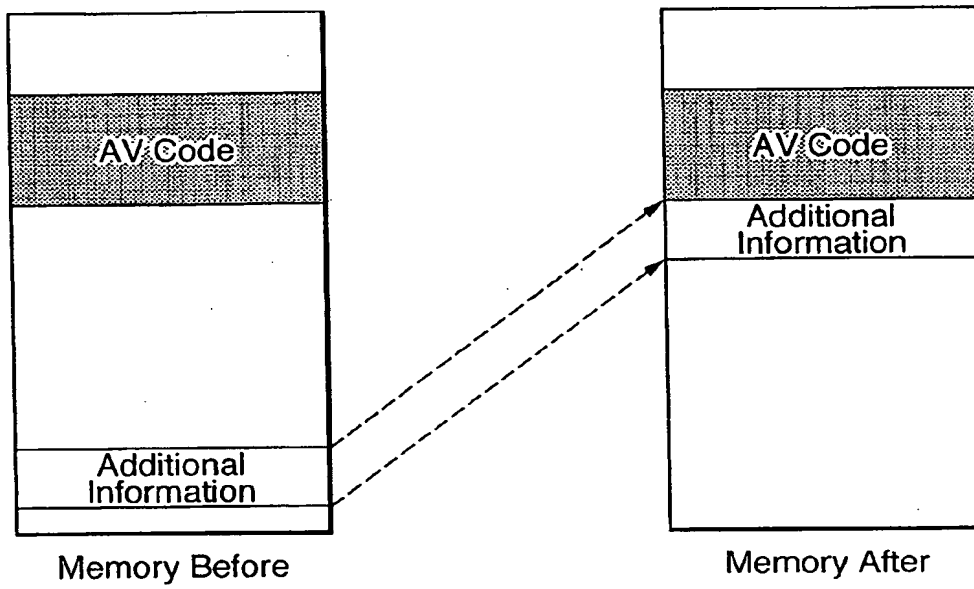 AV Code
Additional
Information
Memory Before
AV Code
Additional
Information
Memory After